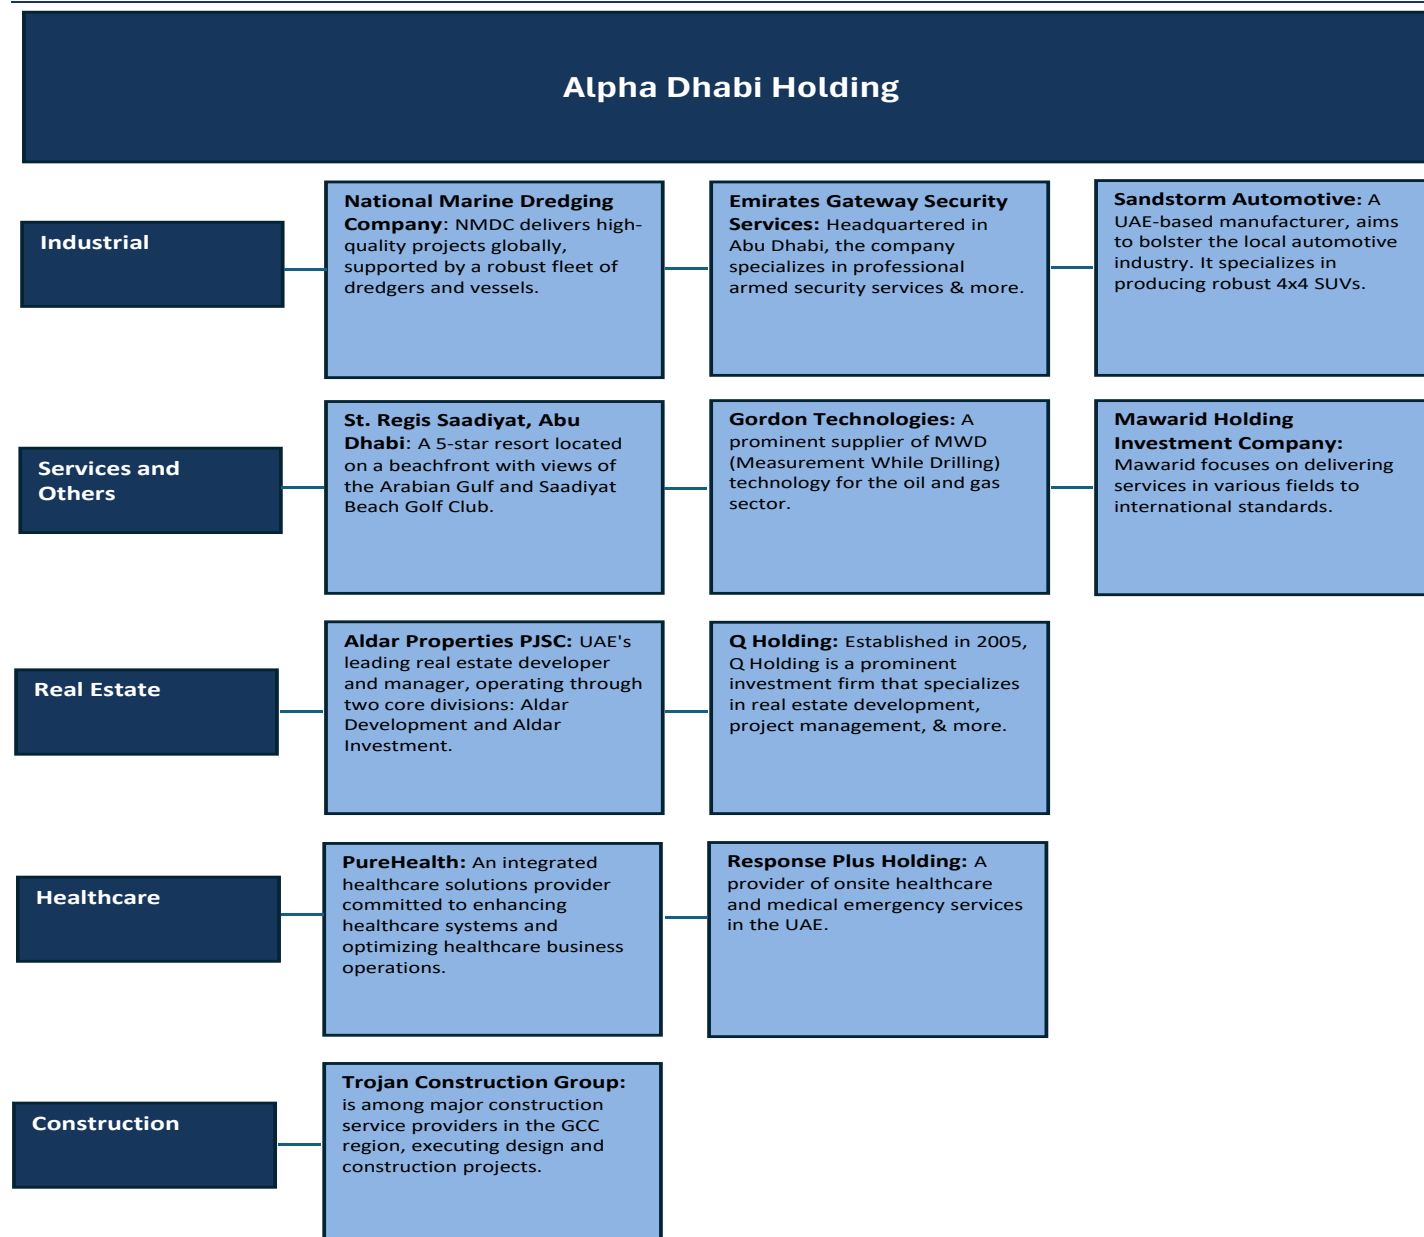 Alpha Dhabi Holding
Industrial
National Marine Dredging
Company: NMDC delivers high-
quality projects globally,
supported by a robust fleet of
dredgers and vessels.
Emirates Gateway Security
Services: Headquartered in
Abu Dhabi, the company
specializes in professional
armed security services & more.
Sandstorm Automotive: A
UAE-based manufacturer, aims
to bolster the local automotive
industry. It specializes in
producing robust 4x4 SUVs.
Services and
Others
St. Regis Saadiyat, Abu
Dhabi: A 5-star resort located
on a beachfront with views of
the Arabian Gulf and Saadiyat
Beach Golf Club.
Gordon Technologies: A
prominent supplier of MWD
(Measurement While Drilling)
technology for the oil and gas
sector.
Mawarid Holding
Investment Company:
Mawarid focuses on delivering
services in various fields to
international standards.
Real Estate
Aldar Properties PJSC: UAE's
leading real estate developer
and manager, operating through
two core divisions: Aldar
Development and Aldar
Investment.
Q Holding: Established in 2005,
Q Holding is a prominent
investment firm that specializes
in real estate development,
project management, & more.
Healthcare
PureHealth: An integrated
healthcare solutions provider
committed to enhancing
healthcare systems and
optimizing healthcare business
operations.
Response Plus Holding: A
provider of onsite healthcare
and medical emergency services
in the UAE.
Construction
Trojan Construction Group:
is among major construction
service providers in the GCC
region, executing design and
construction projects.